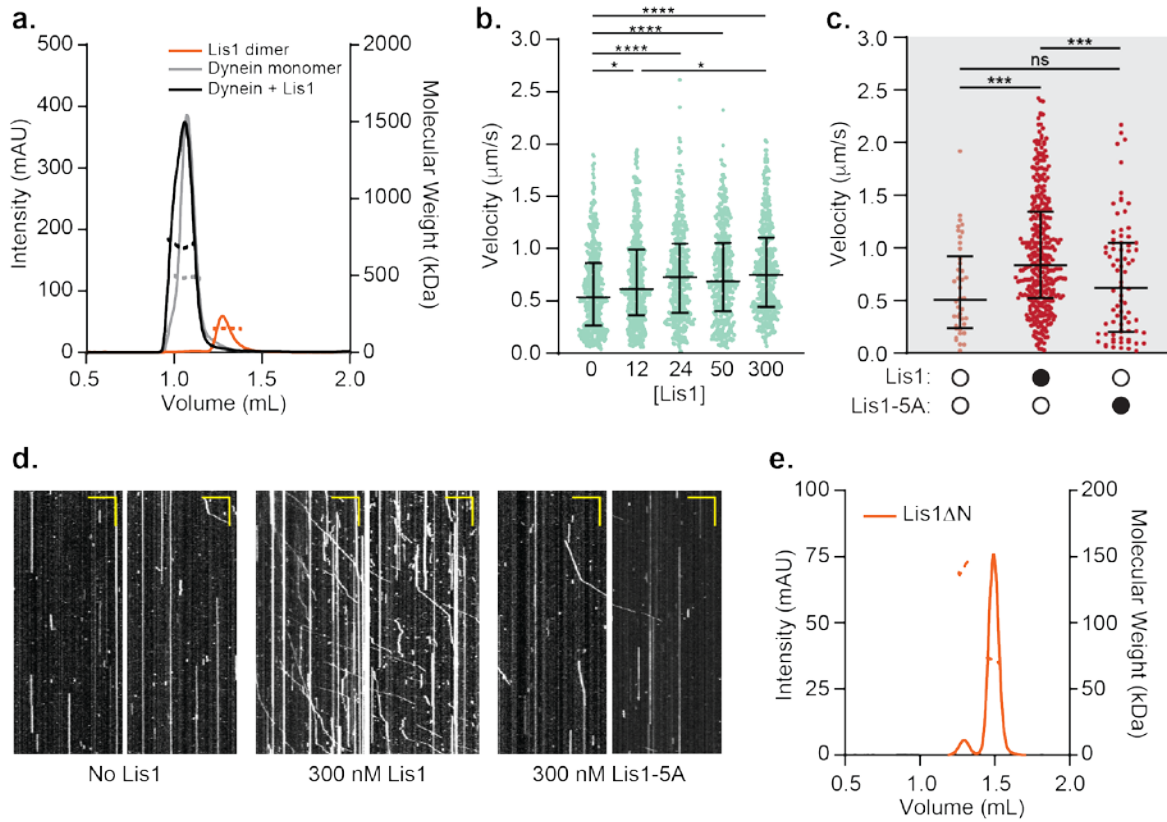 a.
500
400
300
200
100
0
Intensity (mAU)
Lis1 dimer
Dynein monomer
Dynein + Lis1
2000
1500
1000
500
0
Molecular Weight (kDa)
0.5
1.0
1.5
2.0
Volume (mL)
b.
****
****
****
*
*
3.0
2.5
2.0
1.5
1.0
0.5
0.0
Velocity (μm/s)
0
12
24
50
300
[Lis1]
c.
***
ns
***
3.0
2.5
2.0
1.5
1.0
0.5
0.0
Velocity (μm/s)
Lis1:
Lis1-5A:
d.
No Lis1
300 nM Lis1
300 nM Lis1-5A
e.
100
75
50
25
0
Intensity (mAU)
Lis1ΔN
200
150
100
50
0
Molecular Weight (kDa)
0.5
1.0
1.5
2.0
Volume (mL)